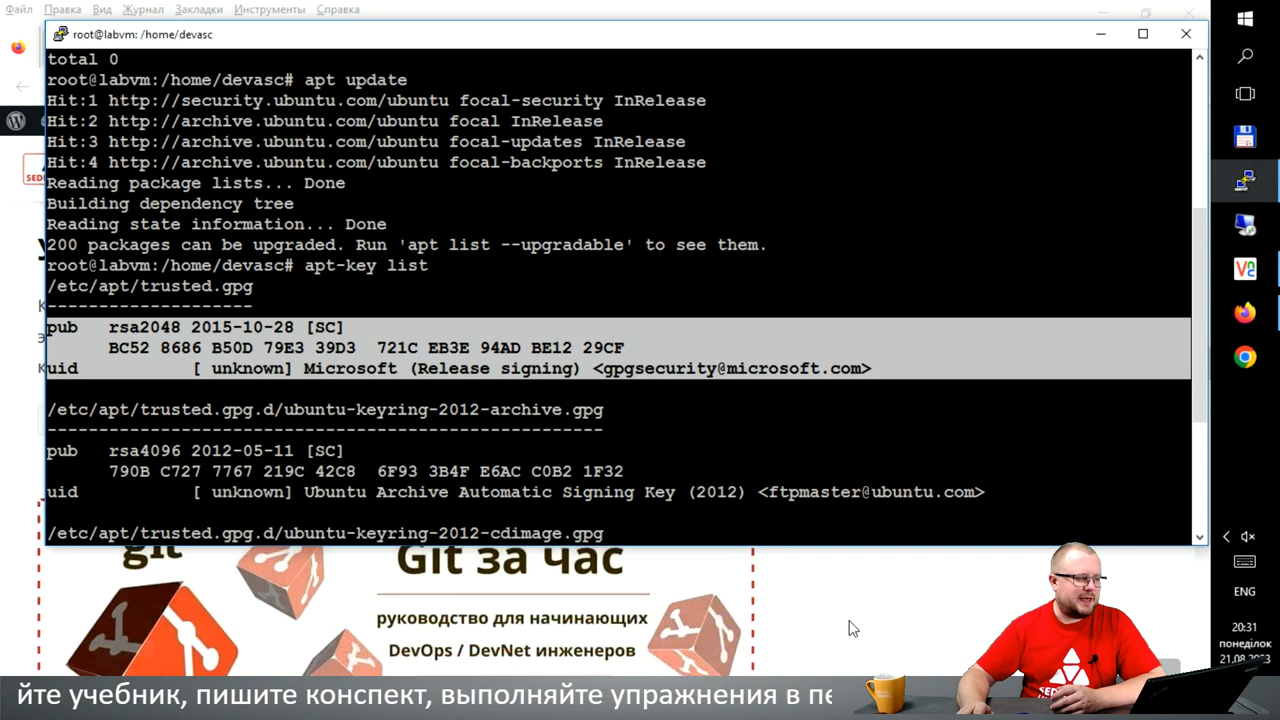 Файл Правка Вид Журнал Закладки Инструменты Справка
root@labvm: /home/devasc
total 0
root@labvm:/home/devasc# apt update
Hit:1 http://security.ubuntu.com/ubuntu focal-security InRelease
Hit:2 http://archive.ubuntu.com/ubuntu focal InRelease
Hit:3 http://archive.ubuntu.com/ubuntu focal-updates InRelease
Hit:4 http://archive.ubuntu.com/ubuntu focal-backports InRelease
Reading package lists... Done
Building dependency tree
Reading state information... Done
200 packages can be upgraded. Run 'apt list --upgradable' to see them.
root@labvm:/home/devasc# apt-key list
/etc/apt/trusted.gpg
--------------------
pub rsa2048 2015-10-28 [SC]
BC52 8686 B50D 79E3 39D3 721C EB3E 94AD BE12 29CF
uid [ unknown] Microsoft (Release signing) <gpgsecurity@microsoft.com>
/etc/apt/trusted.gpg.d/ubuntu-keyring-2012-archive.gpg
------------------------------------------------------
pub rsa4096 2012-05-11 [SC]
790B C727 7767 219C 42C8 6F93 3B4F E6AC C0B2 1F32
uid [ unknown] Ubuntu Archive Automatic Signing Key (2012) <ftpmaster@ubuntu.com>
/etc/apt/trusted.gpg.d/ubuntu-keyring-2012-cdimage.gpg
git
Git за час
руководство для начинающих
DevOps / DevNet инженеров
ENG
20:31
понеділок
21.08.2023
йте учебник, пишите конспект, выполняйте упражнения в пе